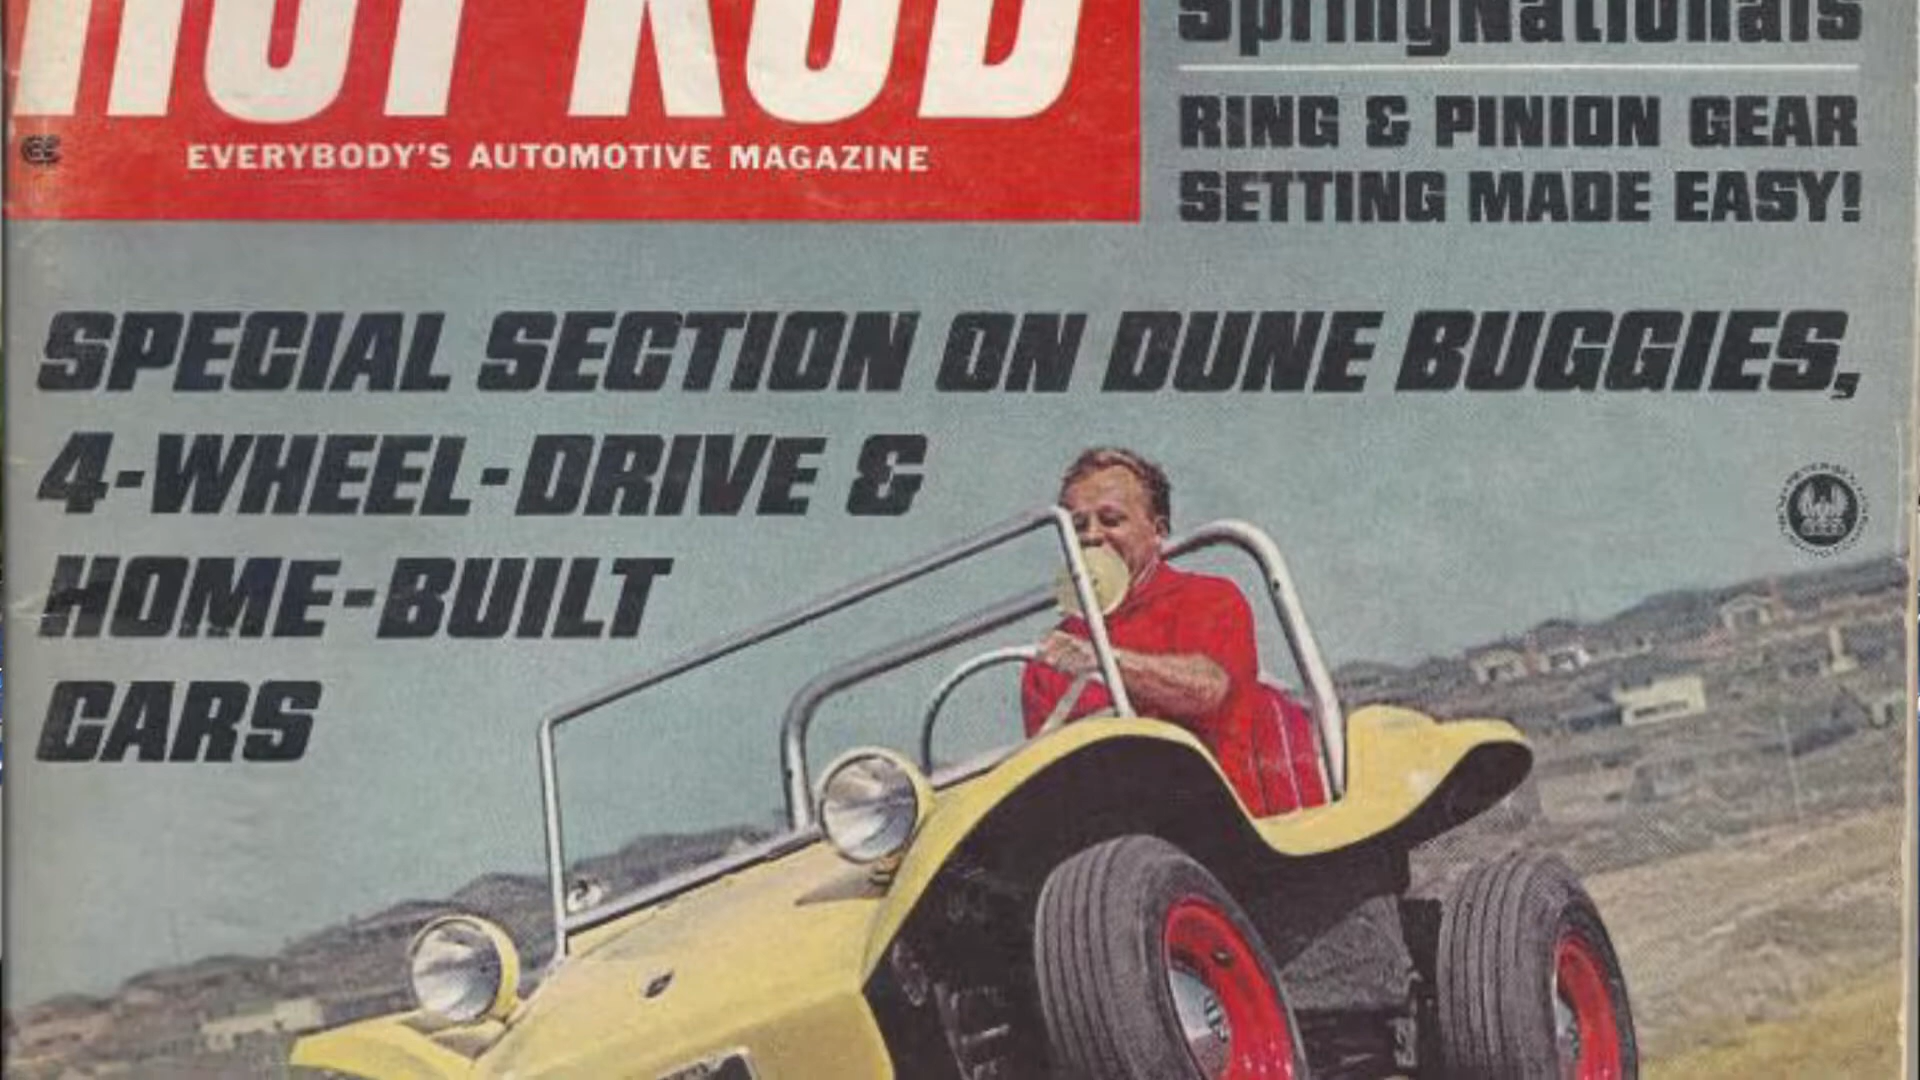 HOT ROD
SpringNationals
EVERYBODY'S AUTOMOTIVE MAGAZINE
RING & PINION GEAR
SETTING MADE EASY!
SPECIAL SECTION ON DUNE BUGGIES,
4-WHEEL-DRIVE &
HOME-BUILT
CARS